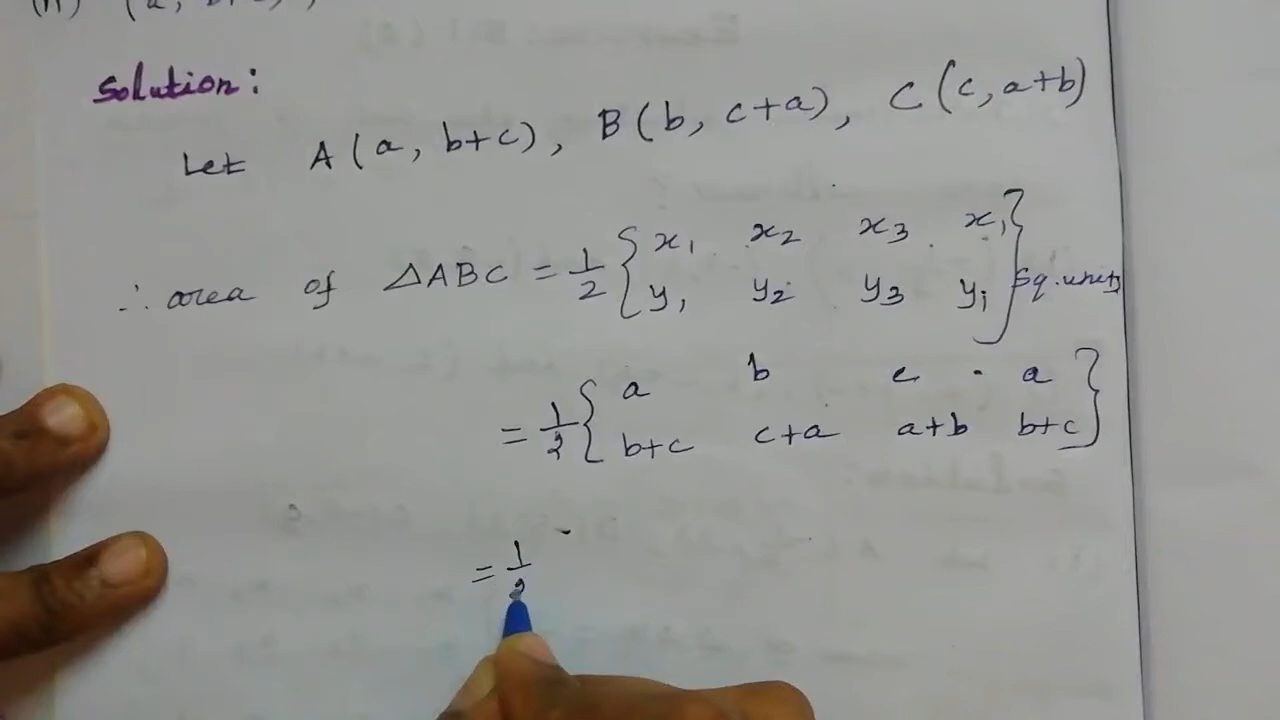 Solution:
Let A(a, b+c), B(b, c+a), C(c, a+b)
∴ area of ΔABC = 1/2 { x₁ x₂ x₃ x₁
y₁ y₂ y₃ y₁ } Sq. units
= 1/2 { a b c a
b+c c+a a+b b+c }
= 1/2